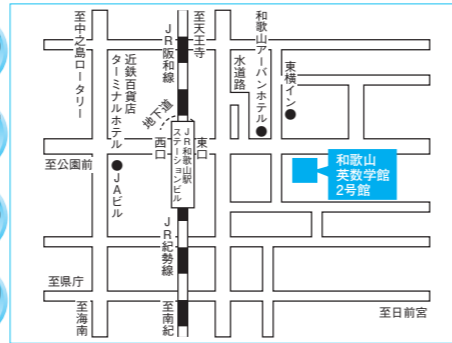 至中之島ロータリー
近鉄百貨店
ターミナルホテル
JR阪和線
至天王寺
和歌山アーバンホテル
水道路
東横イン
地下道
西口
JR和歌山駅
ステーションビル
東口
至公園前
JAビル
和歌山
英数学館
2号館
JR紀勢線
至県庁
至海南
至南紀
至日前宮